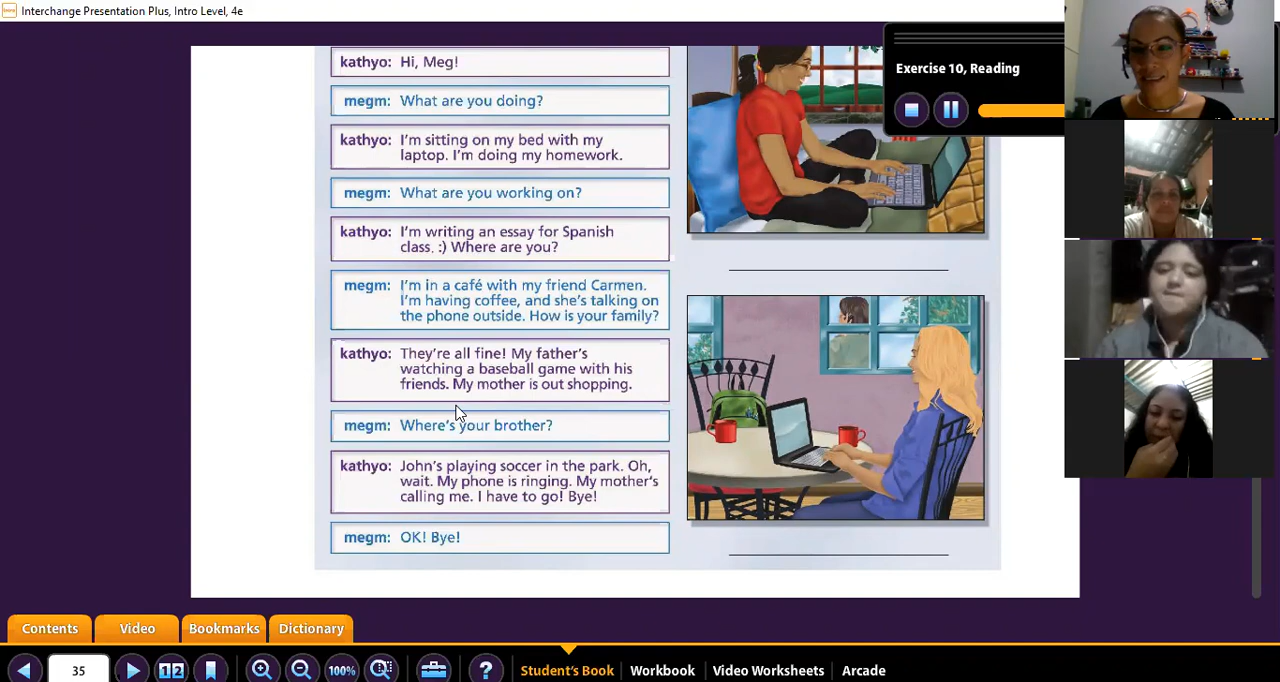 Interchange Presentation Plus, Intro Level, 4e
Exercise 10, Reading
kathyo: Hi, Meg!
megm: What are you doing?
kathyo: I'm sitting on my bed with my
laptop. I'm doing my homework.
megm: What are you working on?
kathyo: I'm writing an essay for Spanish
class. :) Where are you?
megm: I'm in a café with my friend Carmen.
I'm having coffee, and she's talking on
the phone outside. How is your family?
kathyo: They're all fine! My father's
watching a baseball game with his
friends. My mother is out shopping.
megm: Where's your brother?
kathyo: John's playing soccer in the park. Oh,
wait. My phone is ringing. My mother's
calling me. I have to go! Bye!
megm: OK! Bye!
Contents Video Bookmarks Dictionary
35 1 2 100% ? Student's Book Workbook Video Worksheets Arcade